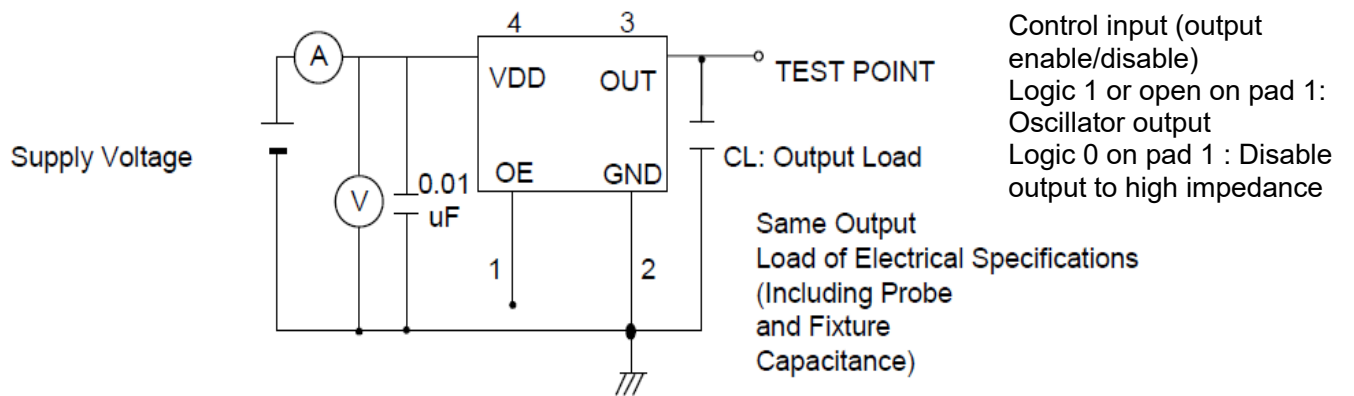 4
3
A
VDD
OUT
TEST POINT
Supply Voltage
V
0.01
uF
OE
GND
CL: Output Load
1
2
Same Output
Load of Electrical Specifications
(Including Probe
and Fixture
Capacitance)
Control input (output
enable/disable)
Logic 1 or open on pad 1:
Oscillator output
Logic 0 on pad 1 : Disable
output to high impedance